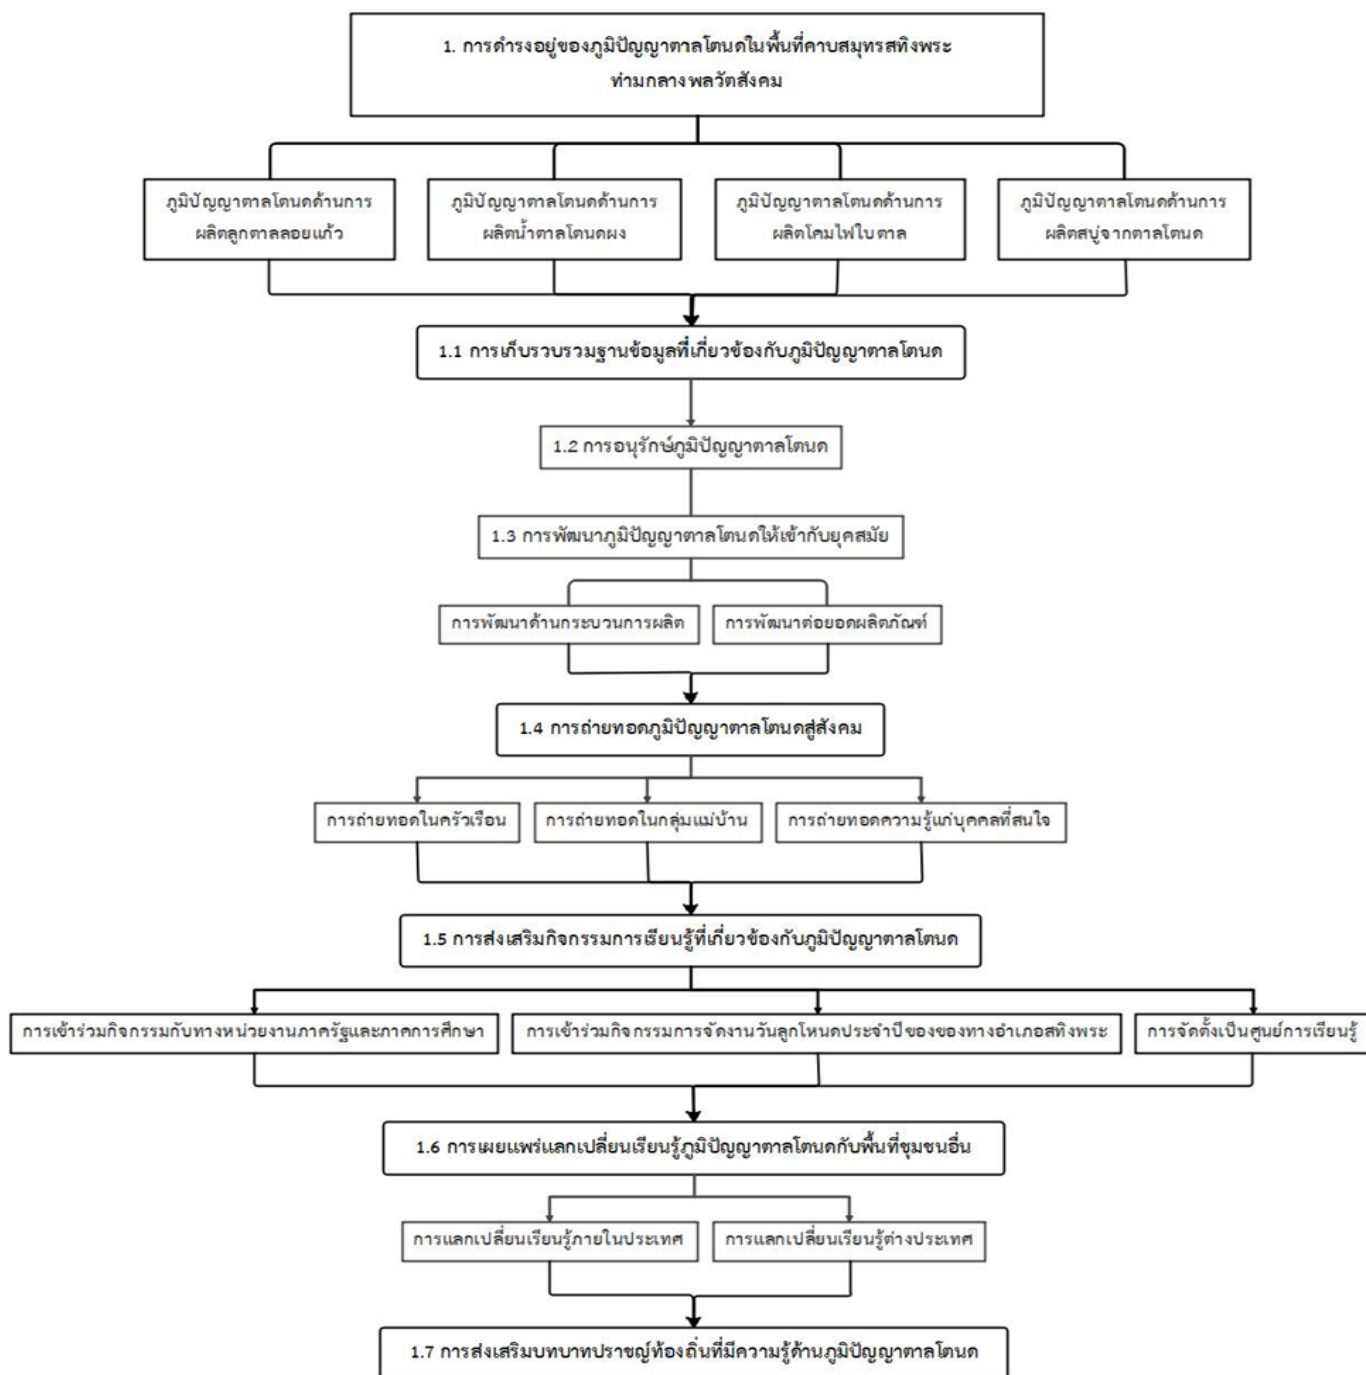 1. การดำรงอยู่ของภูมิปัญญาตาลโตนดในพื้นที่คาบสมุทรสทิงพระ
ท่ามกลางพลวัตสังคม
ภูมิปัญญาตาลโตนดด้านการ
ผลิตลูกตาลลอยแก้ว
ภูมิปัญญาตาลโตนดด้านการ
ผลิตน้ำตาลโตนดผง
ภูมิปัญญาตาลโตนดด้านการ
ผลิตโคมไฟใบตาล
ภูมิปัญญาตาลโตนดด้านการ
ผลิตสบู่จากตาลโตนด
1.1 การเก็บรวบรวมฐานข้อมูลที่เกี่ยวข้องกับภูมิปัญญาตาลโตนด
1.2 การอนุรักษ์ภูมิปัญญาตาลโตนด
1.3 การพัฒนาภูมิปัญญาตาลโตนดให้เข้ากับยุคสมัย
การพัฒนาด้านกระบวนการผลิต
การพัฒนาต่อยอดผลิตภัณฑ์
1.4 การถ่ายทอดภูมิปัญญาตาลโตนดสู่สังคม
การถ่ายทอดในครัวเรือน
การถ่ายทอดในกลุ่มแม่บ้าน
การถ่ายทอดความรู้แก่บุคคลที่สนใจ
1.5 การส่งเสริมกิจกรรมการเรียนรู้ที่เกี่ยวข้องกับภูมิปัญญาตาลโตนด
การเข้าร่วมกิจกรรมกับทางหน่วยงานภาครัฐและภาคการศึกษา
การเข้าร่วมกิจกรรมการจัดงานวันลูกโหนดประจำปีของของทางอำเภอสทิงพระ
การจัดตั้งเป็นศูนย์การเรียนรู้
1.6 การเผยแพร่แลกเปลี่ยนเรียนรู้ภูมิปัญญาตาลโตนดกับพื้นที่ชุมชนอื่น
การแลกเปลี่ยนเรียนรู้ภายในประเทศ
การแลกเปลี่ยนเรียนรู้ต่างประเทศ
1.7 การส่งเสริมบทบาทปราชญ์ท้องถิ่นที่มีความรู้ด้านภูมิปัญญาตาลโตนด